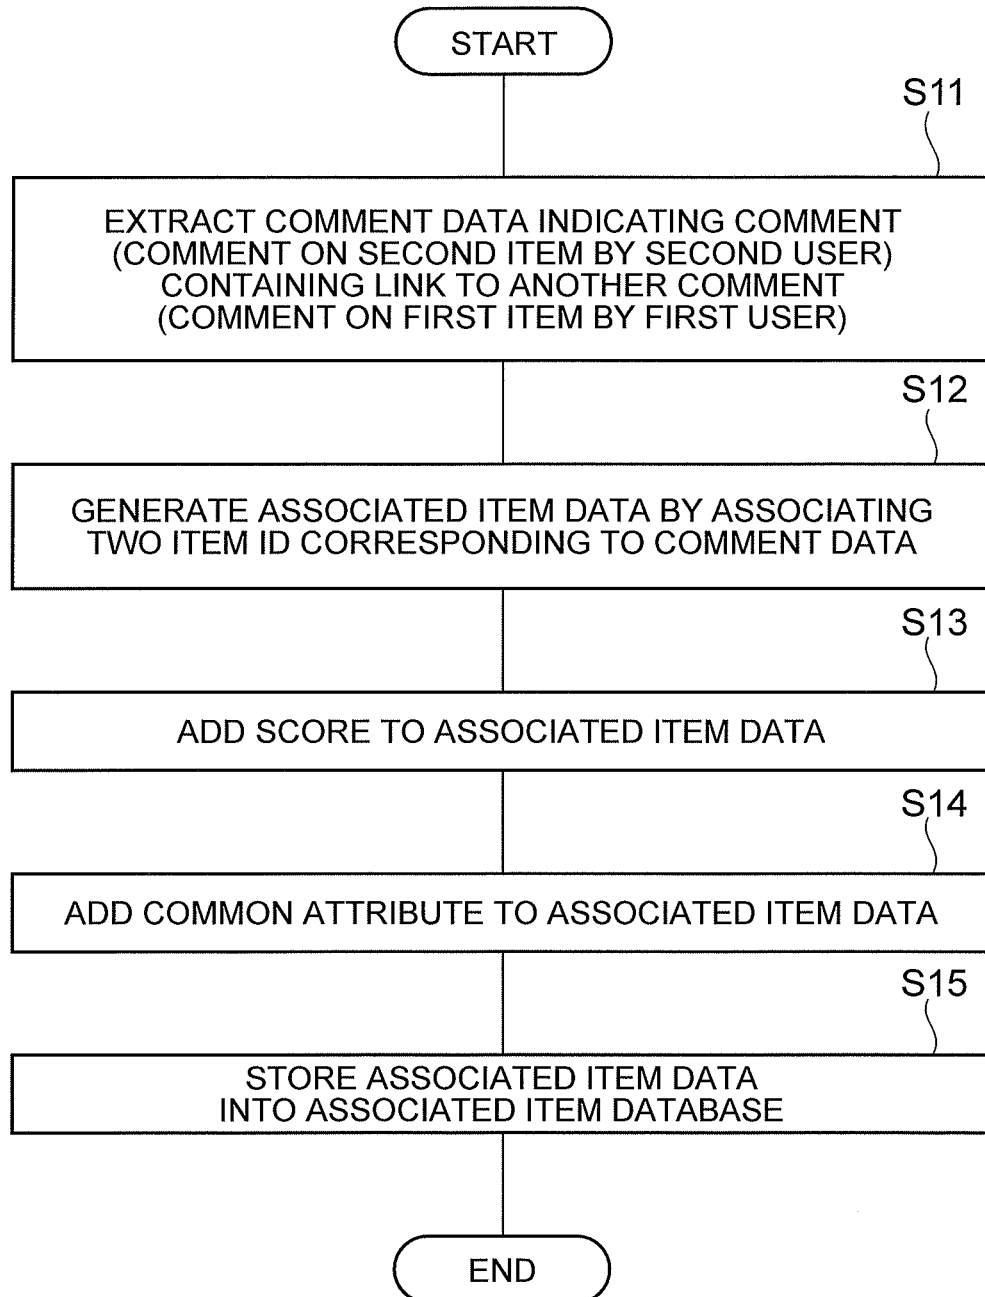 START
S11
EXTRACT COMMENT DATA INDICATING COMMENT
(COMMENT ON SECOND ITEM BY SECOND USER)
CONTAINING LINK TO ANOTHER COMMENT
(COMMENT ON FIRST ITEM BY FIRST USER)
S12
GENERATE ASSOCIATED ITEM DATA BY ASSOCIATING
TWO ITEM ID CORRESPONDING TO COMMENT DATA
S13
ADD SCORE TO ASSOCIATED ITEM DATA
S14
ADD COMMON ATTRIBUTE TO ASSOCIATED ITEM DATA
S15
STORE ASSOCIATED ITEM DATA
INTO ASSOCIATED ITEM DATABASE
END